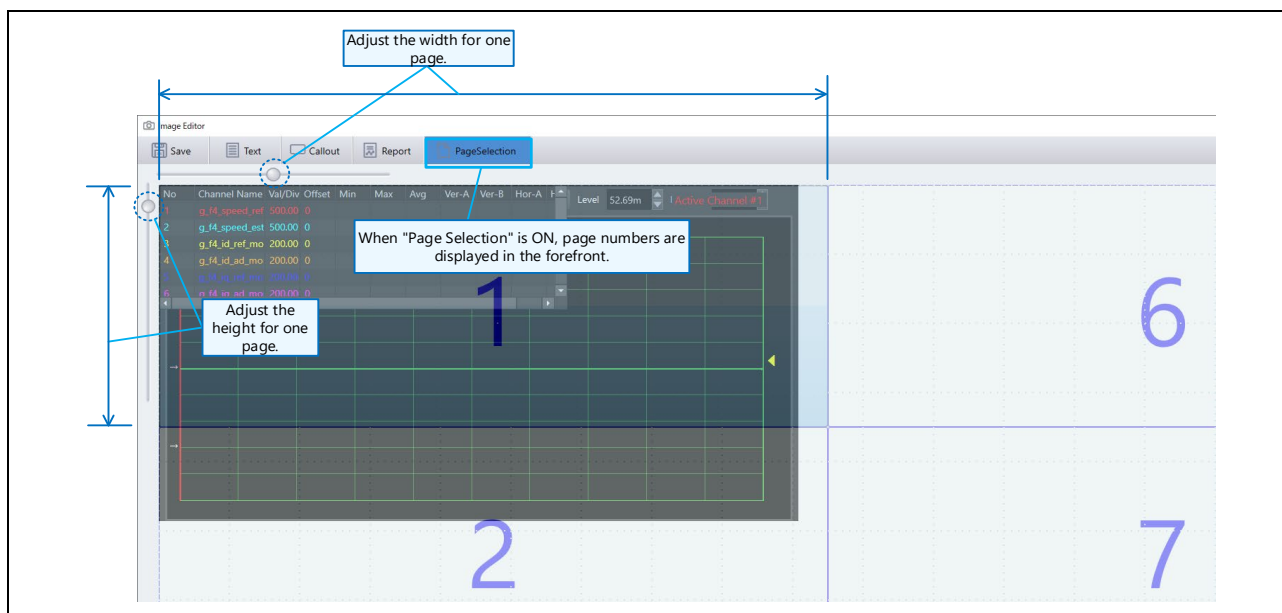 Adjust the width for one
page.
Image Editor
Save Text Callout Report PageSelection
No Channel Name Val/Div Offset Min Max Avg Ver-A Ver-B Hor-A
Level 52.69m Active Channel #1
1 g_f4_speed_ref 500.00 0
2 g_f4_speed_est 500.00 0
3 g_f4_id_ref_mo 200.00 0
4 g_f4_id_ad_mo 200.00 0
6 g_f4_iq_ad_mo 200.00 0
When "Page Selection" is ON, page numbers are
displayed in the forefront.
Adjust the
height for one
page.
1
6
2
7